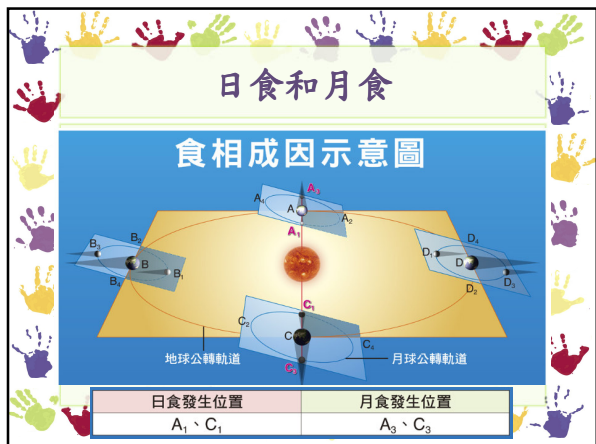 日食和月食
食相成因示意圖
A₃
A₄
A
A₂
A₁
B₃
B₂
B
B₁
B₄
D₄
D₁
D
D₃
D₂
C₁
C₂
C
C₄
C₃
地球公轉軌道
月球公轉軌道
日食發生位置 月食發生位置
A₁、C₁ A₃、C₃